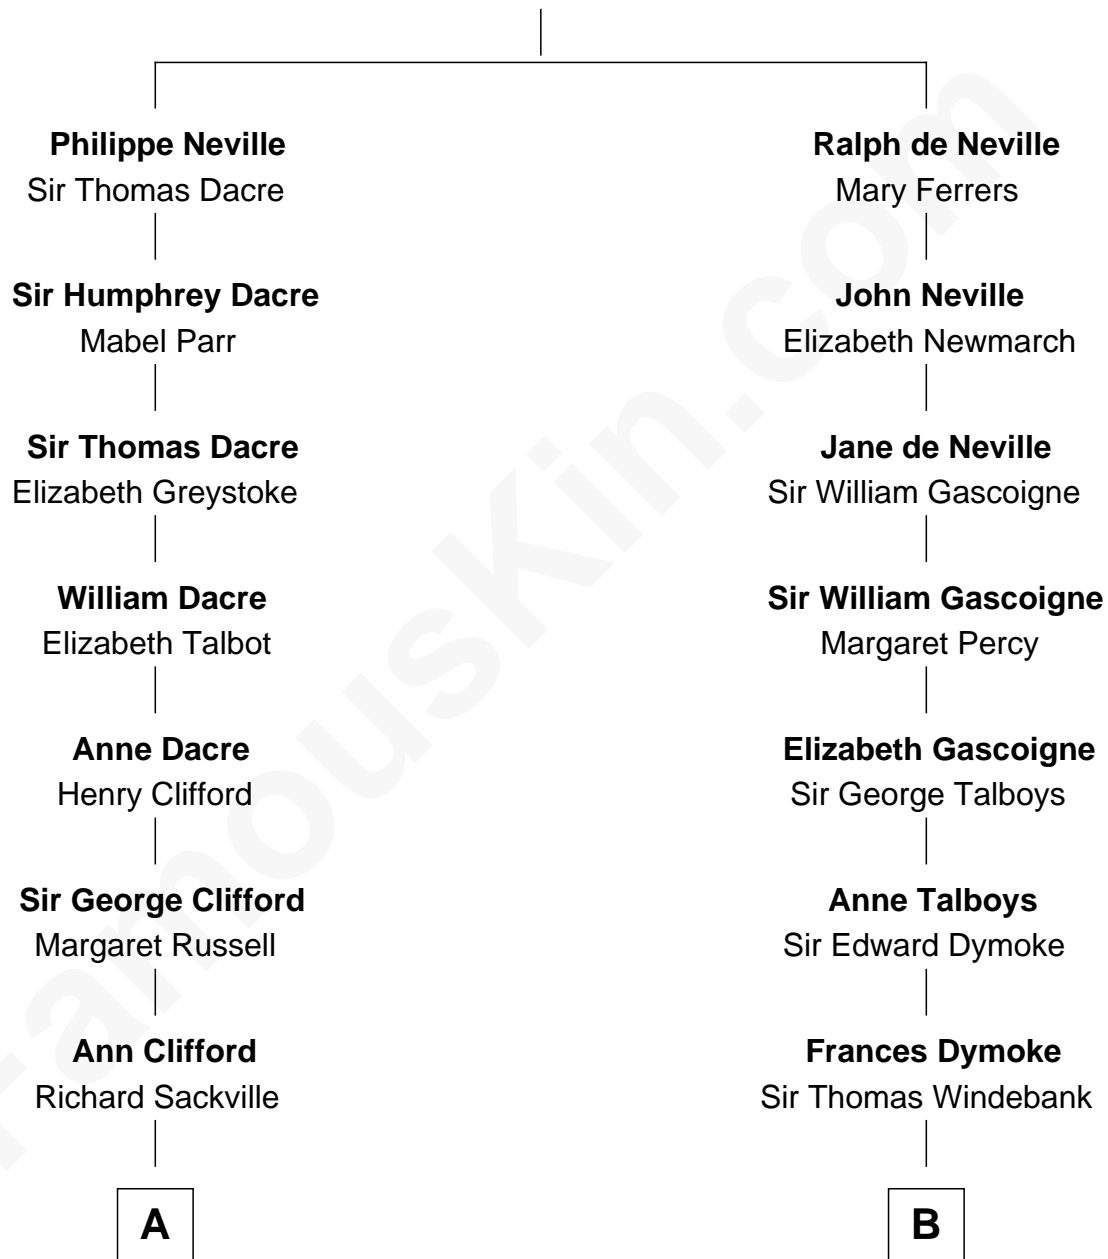 Philippe Neville
Sir Thomas Dacre
Sir Humphrey Dacre
Mabel Parr
Sir Thomas Dacre
Elizabeth Greystoke
William Dacre
Elizabeth Talbot
Anne Dacre
Henry Clifford
Sir George Clifford
Margaret Russell
Ann Clifford
Richard Sackville
A
Ralph de Neville
Mary Ferrers
John Neville
Elizabeth Newmarch
Jane de Neville
Sir William Gascoigne
Sir William Gascoigne
Margaret Percy
Elizabeth Gascoigne
Sir George Talboys
Anne Talboys
Sir Edward Dymoke
Frances Dymoke
Sir Thomas Windebank
B
FamousKin.com